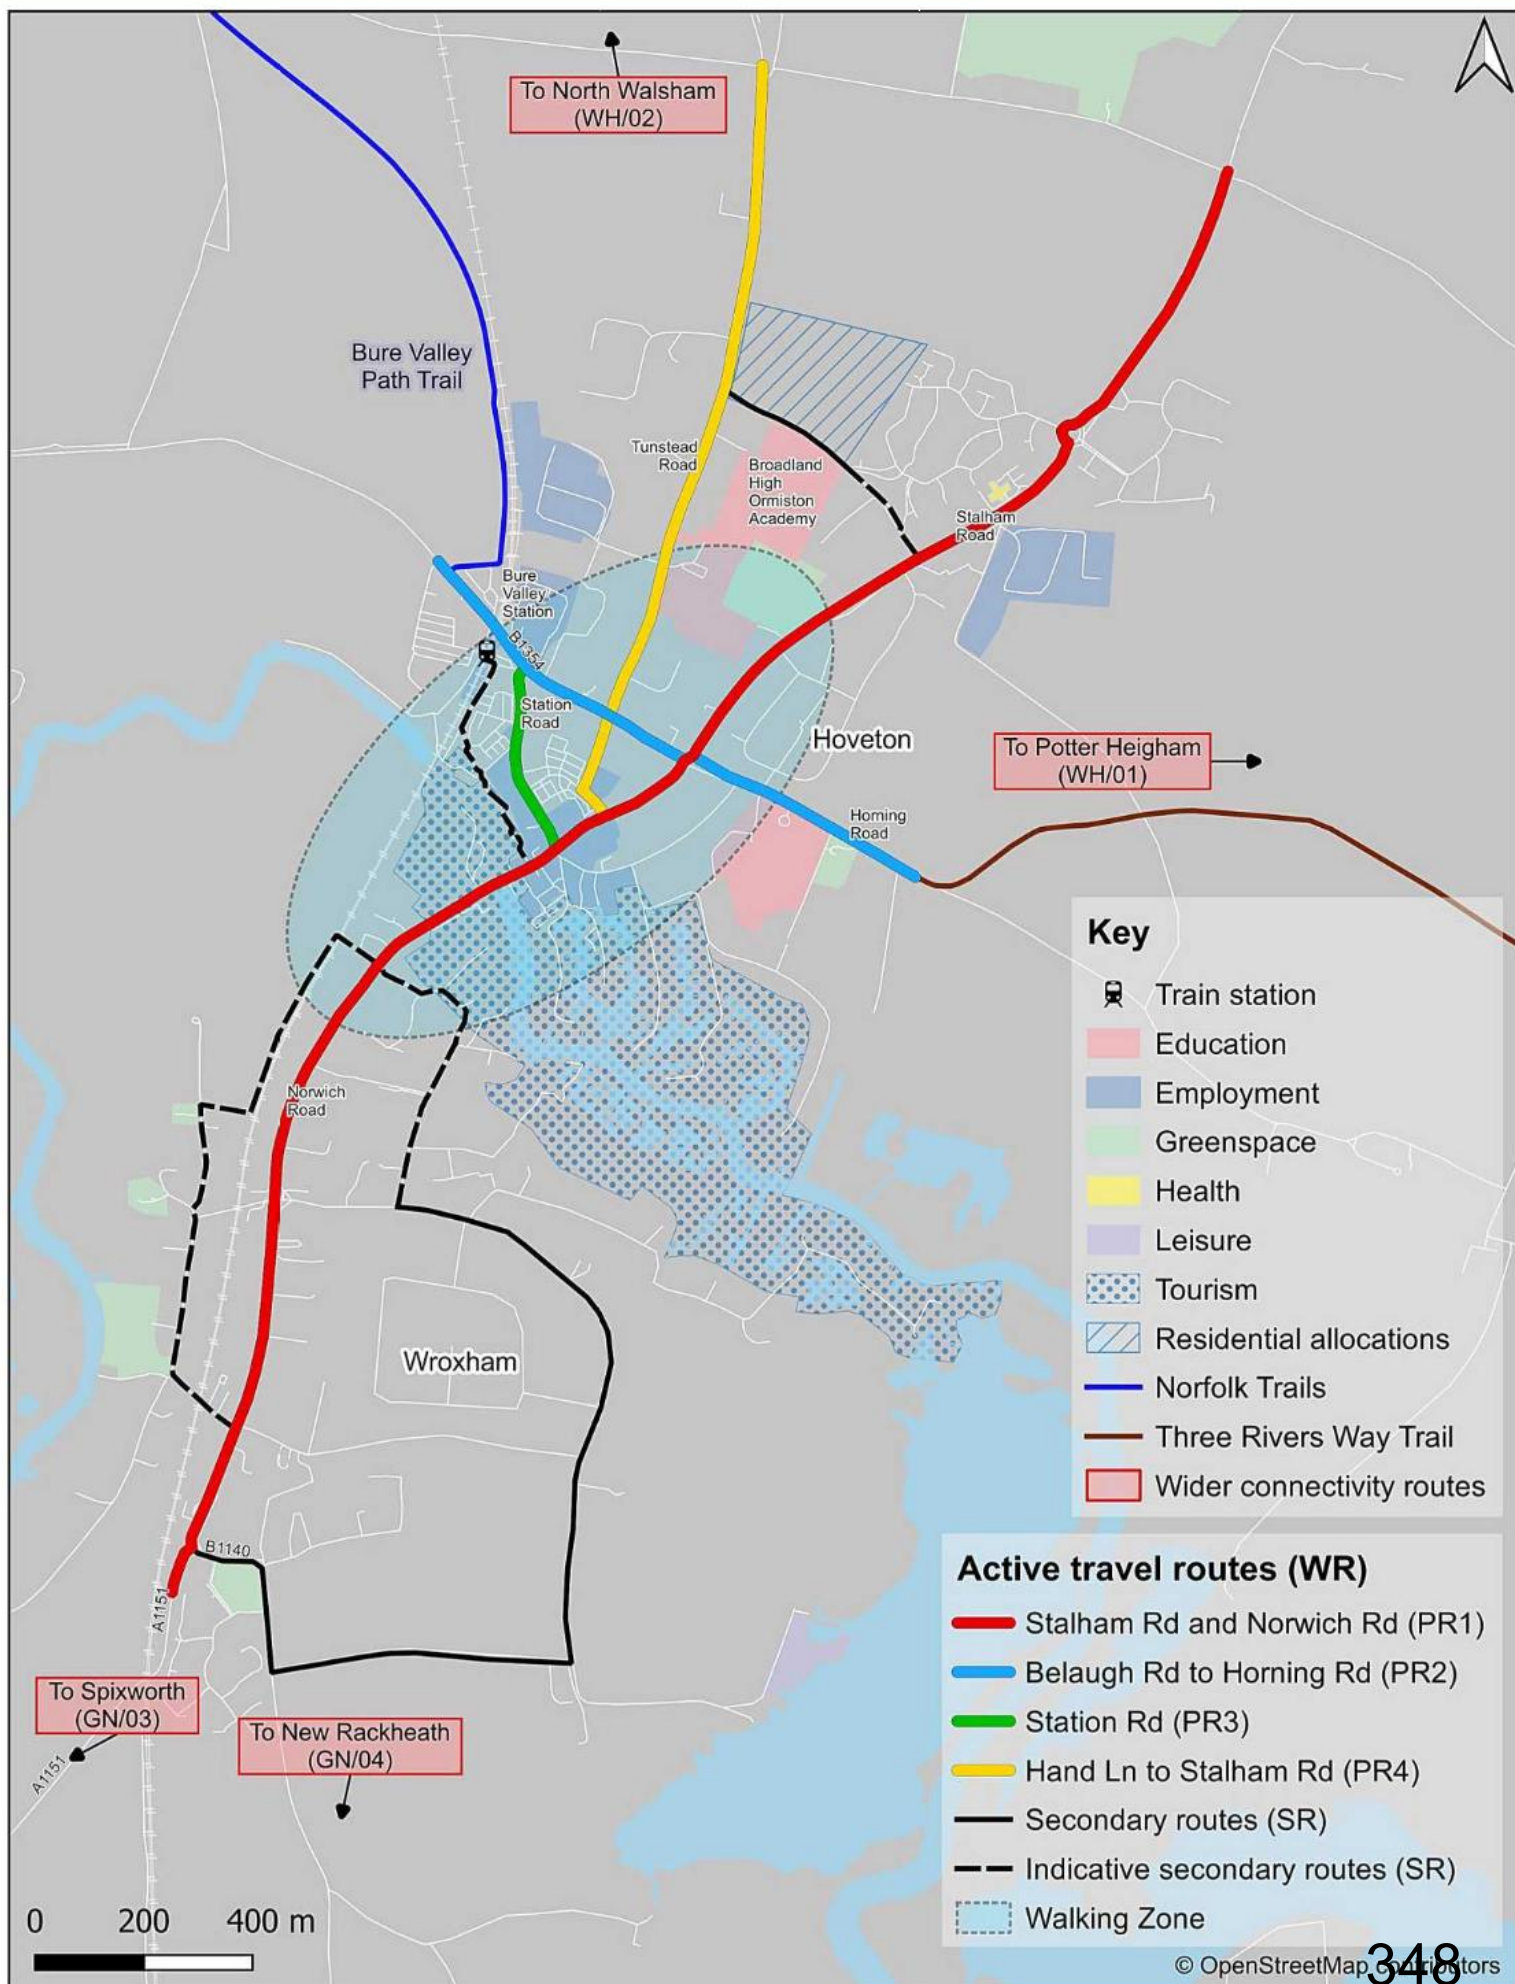 To North Walsham
(WH/02)
Bure Valley
Path Trail
Tunstead
Road
Broadland
High
Ormiston
Academy
Stalham
Road
Bure
Valley
Station
B1354
Station
Road
Hoveton
To Potter Heigham
(WH/01)
Horning
Road
Norwich
Road
Wroxham
B1140
A1151
To Spixworth
(GN/03)
To New Rackheath
(GN/04)
A1151
0 200 400 m
Key
Train station
Education
Employment
Greenspace
Health
Leisure
Tourism
Residential allocations
Norfolk Trails
Three Rivers Way Trail
Wider connectivity routes
Active travel routes (WR)
Stalham Rd and Norwich Rd (PR1)
Belaugh Rd to Horning Rd (PR2)
Station Rd (PR3)
Hand Ln to Stalham Rd (PR4)
Secondary routes (SR)
Indicative secondary routes (SR)
Walking Zone
© OpenStreetMap contributors
348